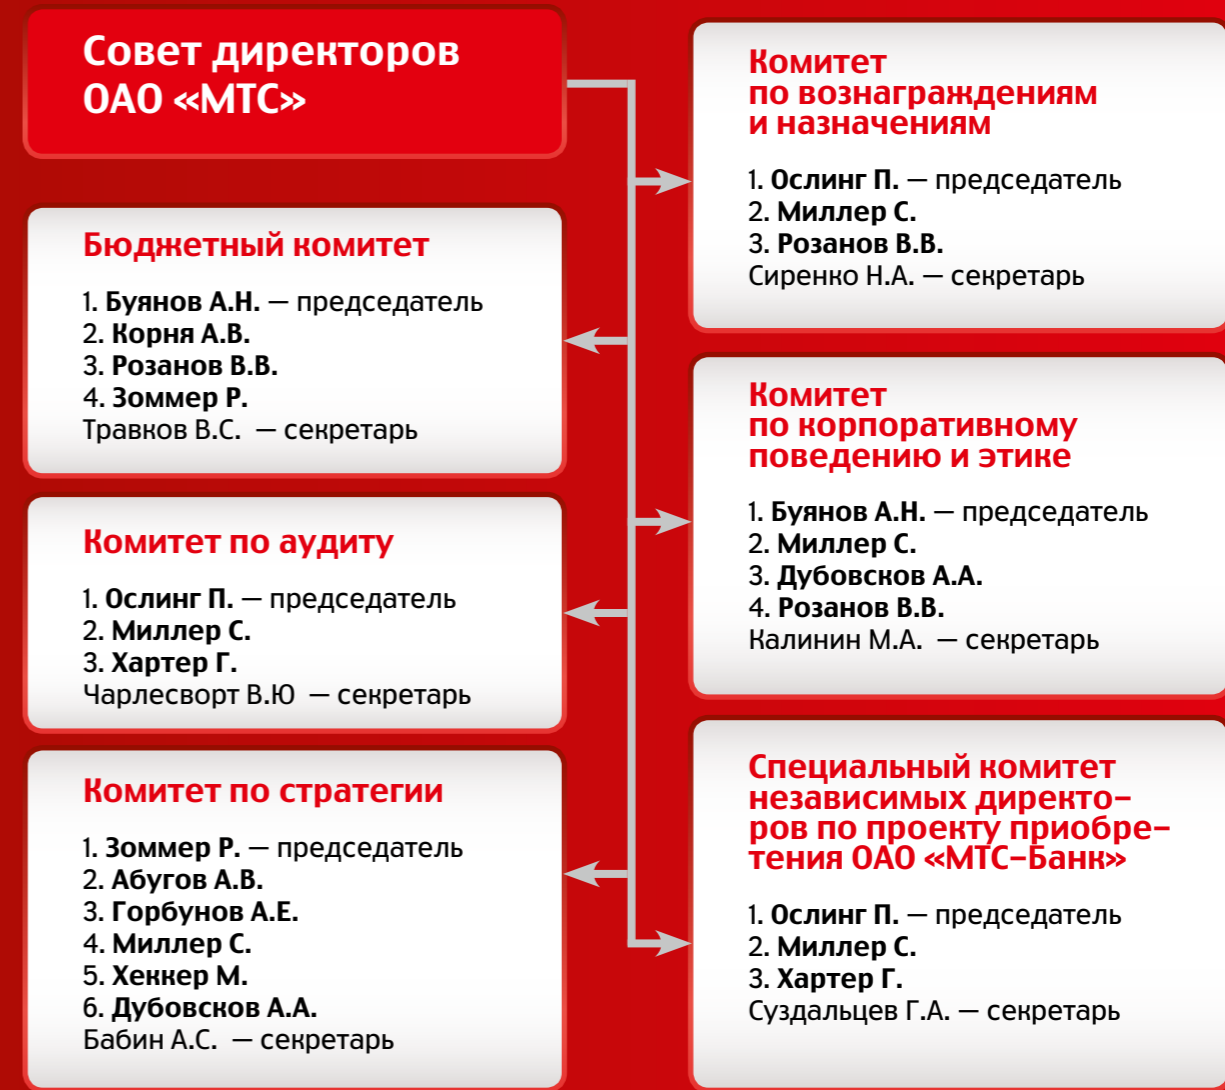 Совет директоров
ОАО «МТС»
Бюджетный комитет
1. Буянов А.Н. — председатель
2. Корня А.В.
3. Розанов В.В.
4. Зоммер Р.
Травков В.С. — секретарь
Комитет по аудиту
1. Ослинг П. — председатель
2. Миллер С.
3. Хартер Г.
Чарлесворт В.Ю — секретарь
Комитет по стратегии
1. Зоммер Р. — председатель
2. Абугов А.В.
3. Горбунов А.Е.
4. Миллер С.
5. Хеккер М.
6. Дубовсков А.А.
Бабин А.С. — секретарь
Комитет
по вознаграждениям
и назначениям
1. Ослинг П. — председатель
2. Миллер С.
3. Розанов В.В.
Сиренко Н.А. — секретарь
Комитет
по корпоративному
поведению и этике
1. Буянов А.Н. — председатель
2. Миллер С.
3. Дубовсков А.А.
4. Розанов В.В.
Калинин М.А. — секретарь
Специальный комитет
независимых директо-
ров по проекту приобре-
тения ОАО «МТС-Банк»
1. Ослинг П. — председатель
2. Миллер С.
3. Хартер Г.
Суздальцев Г.А. — секретарь